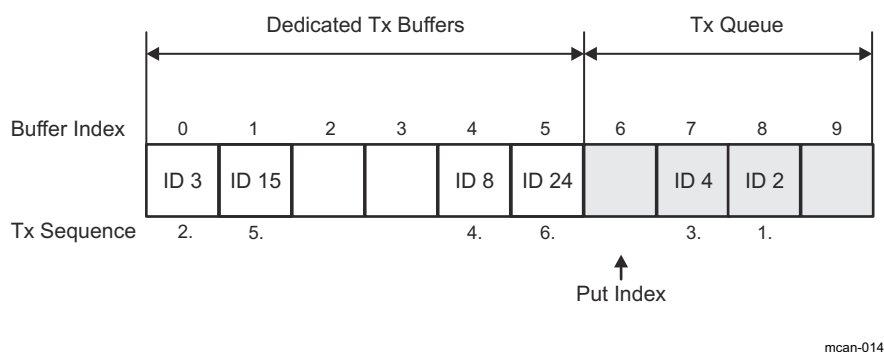 Dedicated Tx Buffers Tx Queue
Buffer Index 0 1 2 3 4 5 6 7 8 9
ID 3 ID 15 ID 8 ID 24 ID 4 ID 2
Tx Sequence 2. 5. 4. 6. 3. 1.
Put Index
mcan-014